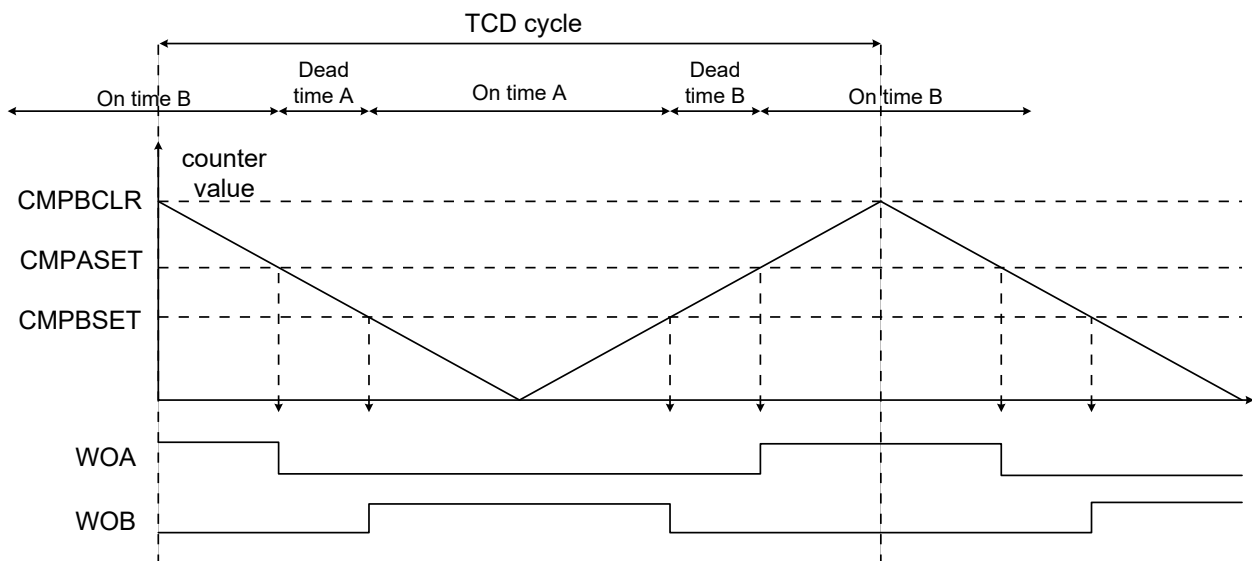 TCD cycle
On time B
Dead
time A
On time A
Dead
time B
On time B
counter
value
CMPBCLR
CMPASET
CMPBSET
WOA
WOB